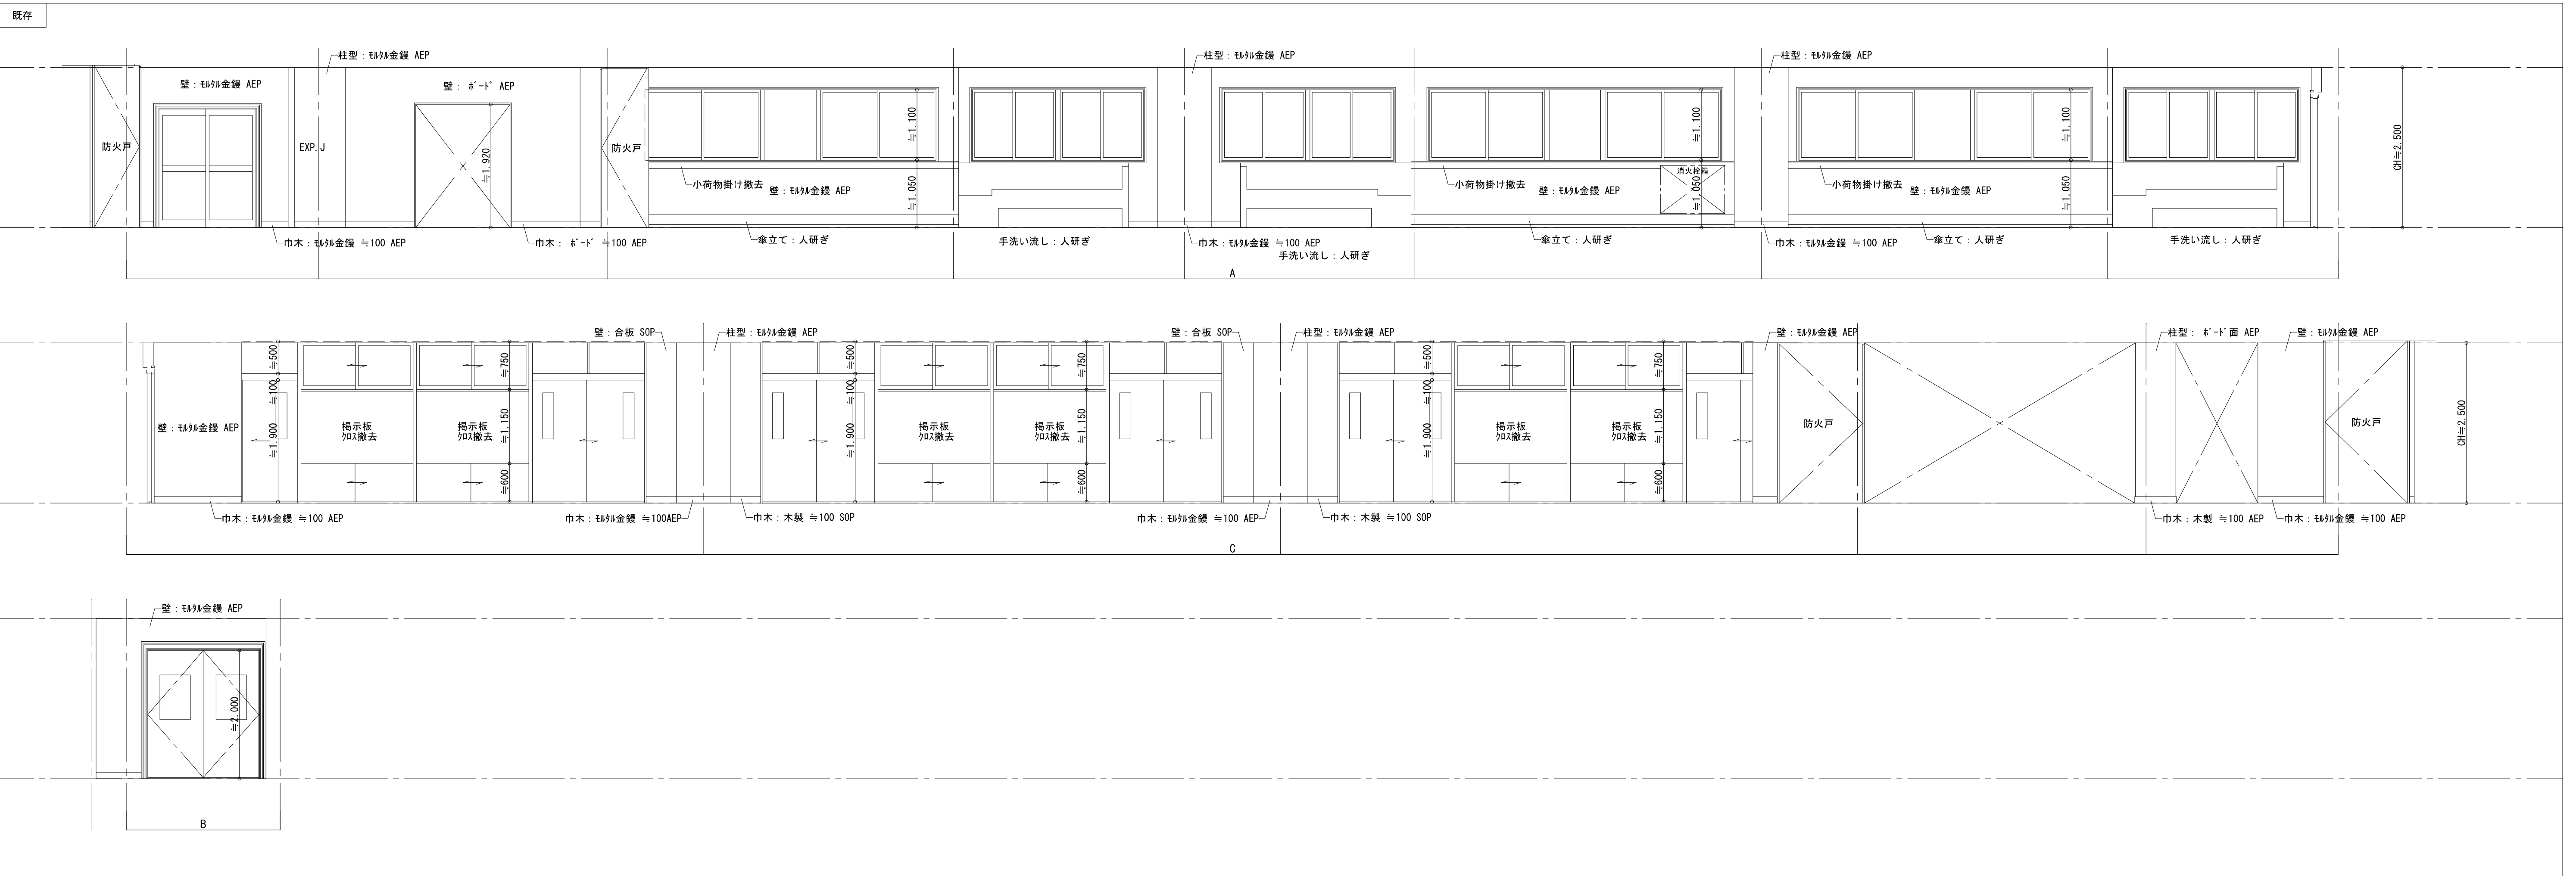 既存
柱型：ﾓﾙﾀﾙ金鏝 AEP
柱型：ﾓﾙﾀﾙ金鏝 AEP
柱型：ﾓﾙﾀﾙ金鏝 AEP
壁：ﾓﾙﾀﾙ金鏝 AEP
壁： ﾎﾞｰﾄﾞ AEP
防火戸
EXP.J
≒1.920
防火戸
≒1.100
≒1.100
≒1.100
CH≒2.500
小荷物掛け撤去
壁：ﾓﾙﾀﾙ金鏝 AEP
≒1.050
小荷物掛け撤去
壁：ﾓﾙﾀﾙ金鏝 AEP
消火栓箱
≒1.050
小荷物掛け撤去
壁：ﾓﾙﾀﾙ金鏝 AEP
≒1.050
巾木：ﾓﾙﾀﾙ金鏝 ≒100 AEP
巾木： ﾎﾞｰﾄﾞ ≒100 AEP
傘立て：人研ぎ
手洗い流し：人研ぎ
巾木：ﾓﾙﾀﾙ金鏝 ≒100 AEP
手洗い流し：人研ぎ
傘立て：人研ぎ
巾木：ﾓﾙﾀﾙ金鏝 ≒100 AEP
傘立て：人研ぎ
手洗い流し：人研ぎ
A
壁：合板 SOP
柱型：ﾓﾙﾀﾙ金鏝 AEP
壁：合板 SOP
柱型：ﾓﾙﾀﾙ金鏝 AEP
壁：ﾓﾙﾀﾙ金鏝 AEP
柱型： ﾎﾞｰﾄﾞ面 AEP
壁：ﾓﾙﾀﾙ金鏝 AEP
≒500
≒750
≒500
≒750
≒500
≒750
≒100
≒100
≒100
壁：ﾓﾙﾀﾙ金鏝 AEP
≒1.900
掲示板
ｸﾛｽ撤去
掲示板
ｸﾛｽ撤去
≒1.150
≒1.900
掲示板
ｸﾛｽ撤去
掲示板
ｸﾛｽ撤去
≒1.150
≒1.900
掲示板
ｸﾛｽ撤去
掲示板
ｸﾛｽ撤去
≒1.150
防火戸
防火戸
CH≒2.500
≒600
≒600
≒600
巾木：ﾓﾙﾀﾙ金鏝 ≒100 AEP
巾木：ﾓﾙﾀﾙ金鏝 ≒100AEP
巾木：木製 ≒100 SOP
巾木：ﾓﾙﾀﾙ金鏝 ≒100 AEP
巾木：木製 ≒100 SOP
巾木：木製 ≒100 AEP
巾木：ﾓﾙﾀﾙ金鏝 ≒100 AEP
C
壁：ﾓﾙﾀﾙ金鏝 AEP
≒2.000
B